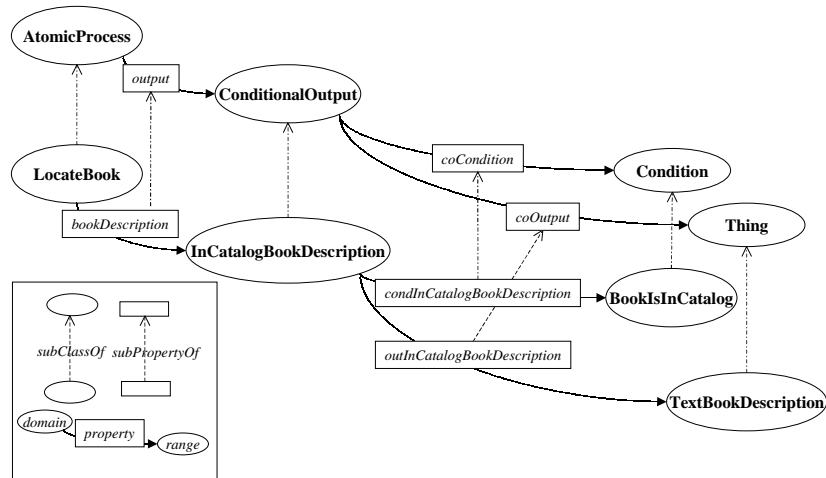 AtomicProcess
output
ConditionalOutput
coCondition
LocateBook
Condition
bookDescription
coOutput
Thing
InCatalogBookDescription
condInCatalogBookDescription
BookIsInCatalog
outInCatalogBookDescription
TextBookDescription
subClassOf
subPropertyOf
domain
property
range